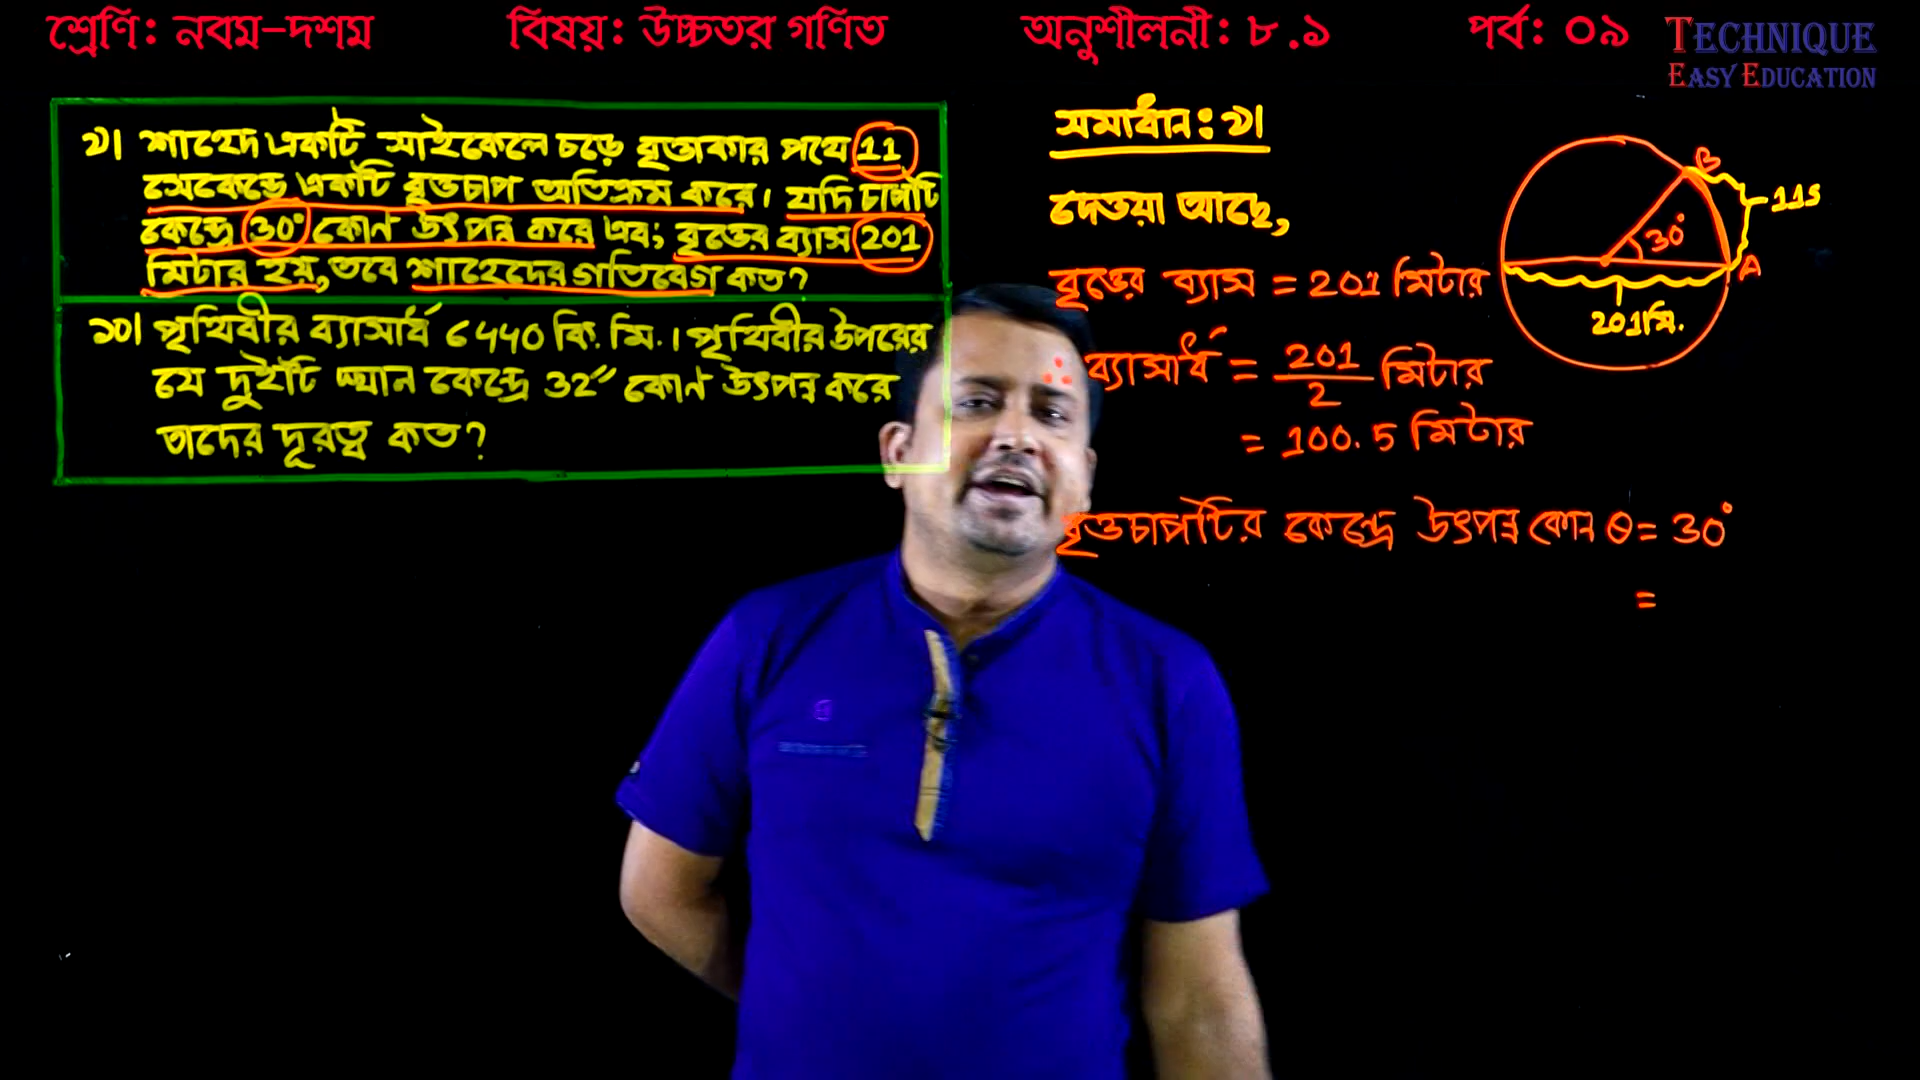 শ্রেণি: নবম-দশম
বিষয়: উচ্চতর গণিত
অনুশীলনী: ৮.১
পর্ব: ০৯
TECHNIQUE
EASY EDUCATION
৯। শাহেদ একটি সাইকেলে চড়ে বৃত্তাকার পথে 11
সেকেন্ডে একটি বৃত্তচাপ অতিক্রম করে। যদি চাপটি
কেন্দ্রে 30° কোণ উৎপন্ন করে এবং বৃত্তের ব্যাস 201
মিটার হয়, তবে শাহেদের গতিবেগ কত?
১০। পৃথিবীর ব্যাসার্ধ ৬৪৪০ কি. মি.। পৃথিবীর উপরের
যে দুইটি স্থান কেন্দ্রে 32″ কোণ উৎপন্ন করে
তাদের দূরত্ব কত?
সমাধান: ৯।
দেওয়া আছে,
বৃত্তের ব্যাস = 201 মিটার
∴ ব্যাসার্ধ = 201/2 মিটার
= 100.5 মিটার
বৃত্তচাপটির কেন্দ্রে উৎপন্ন কোন θ = 30°
=
B
11s
30°
A
201মি.